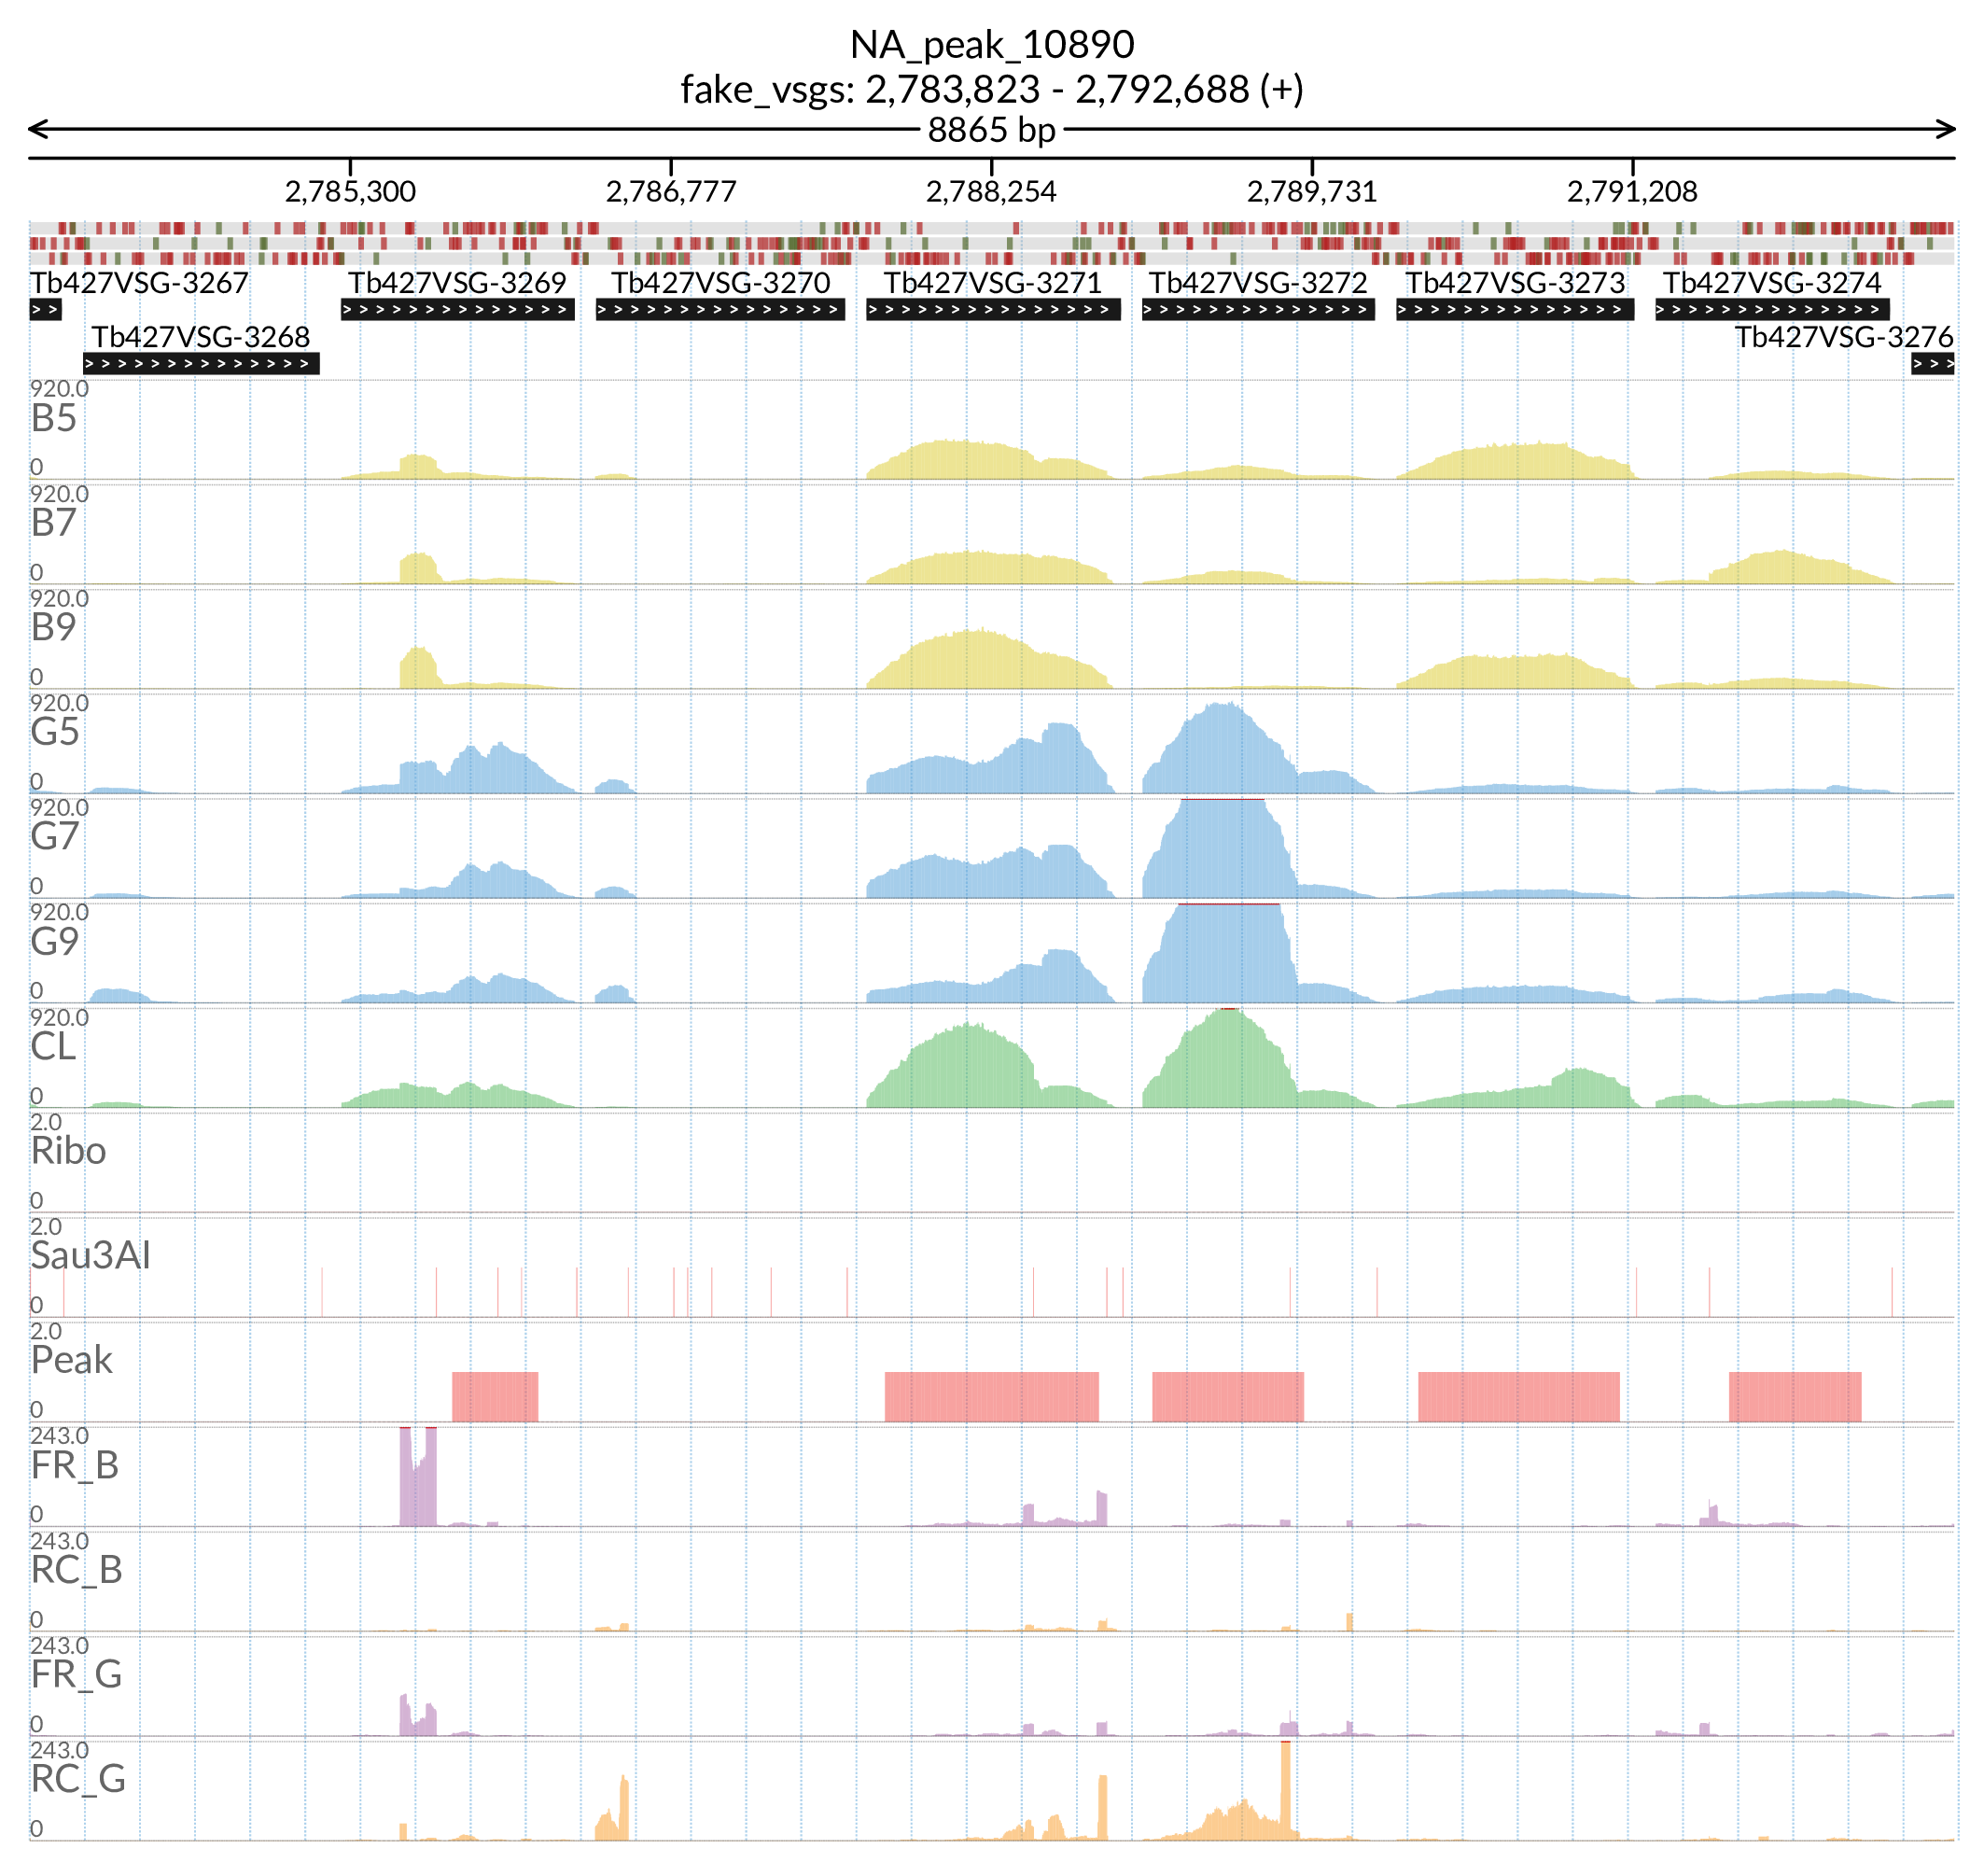 NA_peak_10890
fake_vsgs: 2,783,823 - 2,792,688 (+)
8865 bp
2,785,300 2,786,777 2,788,254 2,789,731 2,791,208
Tb427VSG-3267 Tb427VSG-3269 Tb427VSG-3270 Tb427VSG-3271 Tb427VSG-3272 Tb427VSG-3273 Tb427VSG-3274
Tb427VSG-3268 Tb427VSG-3276
920.0
B5
0
920.0
B7
0
920.0
B9
0
920.0
G5
0
920.0
G7
0
920.0
G9
0
920.0
CL
0
2.0
Ribo
0
2.0
Sau3AI
0
2.0
Peak
0
243.0
FR_B
0
243.0
RC_B
0
243.0
FR_G
0
243.0
RC_G
0